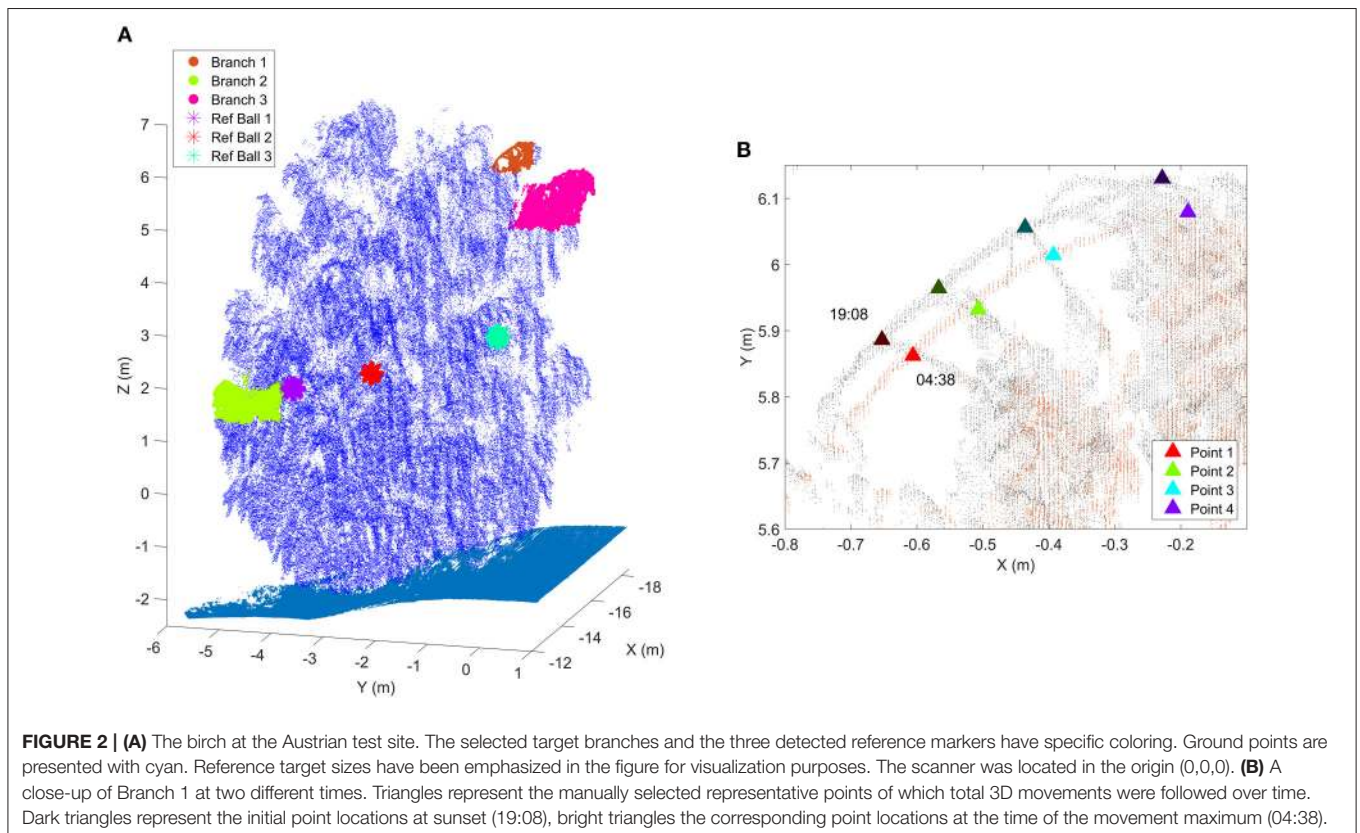 A
Branch 1
Branch 2
Branch 3
Ref Ball 1
Ref Ball 2
Ref Ball 3
7
6
5
4
3
2
1
0
-1
-2
Z (m)
-6
-5
-4
-3
-2
-1
0
1
Y (m)
-18
-16
-14
-12
X (m)
B
6.1
6
5.9
5.8
5.7
5.6
Y (m)
19:08
04:38
Point 1
Point 2
Point 3
Point 4
-0.8
-0.7
-0.6
-0.5
-0.4
-0.3
-0.2
X (m)
FIGURE 2 | (A) The birch at the Austrian test site. The selected target branches and the three detected reference markers have specific coloring. Ground points are
presented with cyan. Reference target sizes have been emphasized in the figure for visualization purposes. The scanner was located in the origin (0,0,0). (B) A
close-up of Branch 1 at two different times. Triangles represent the manually selected representative points of which total 3D movements were followed over time.
Dark triangles represent the initial point locations at sunset (19:08), bright triangles the corresponding point locations at the time of the movement maximum (04:38).